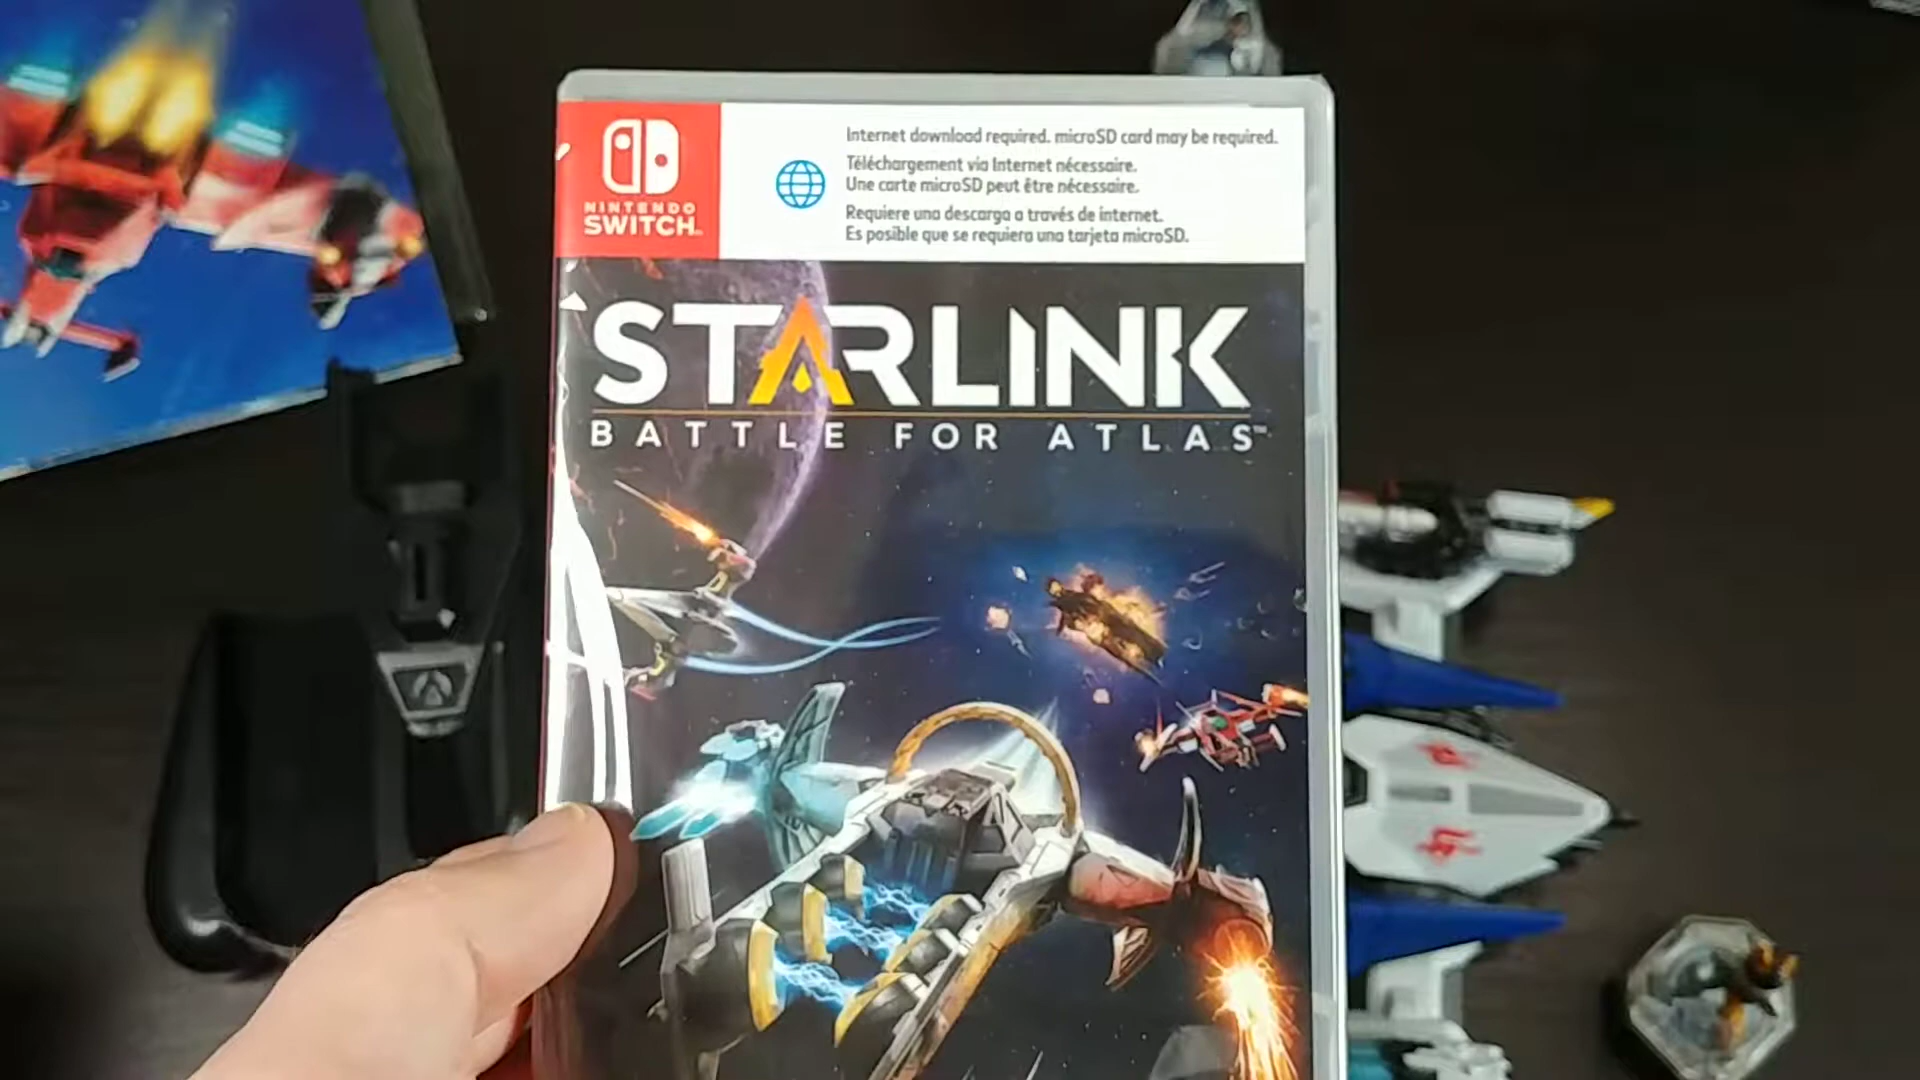 NINTENDO
SWITCH
Internet download required. microSD card may be required.
Téléchargement via Internet nécessaire.
Une carte microSD peut être nécessaire.
Requiere una descarga a través de internet.
Es posible que se requiera una tarjeta microSD.
STARLINK
BATTLE FOR ATLAS™